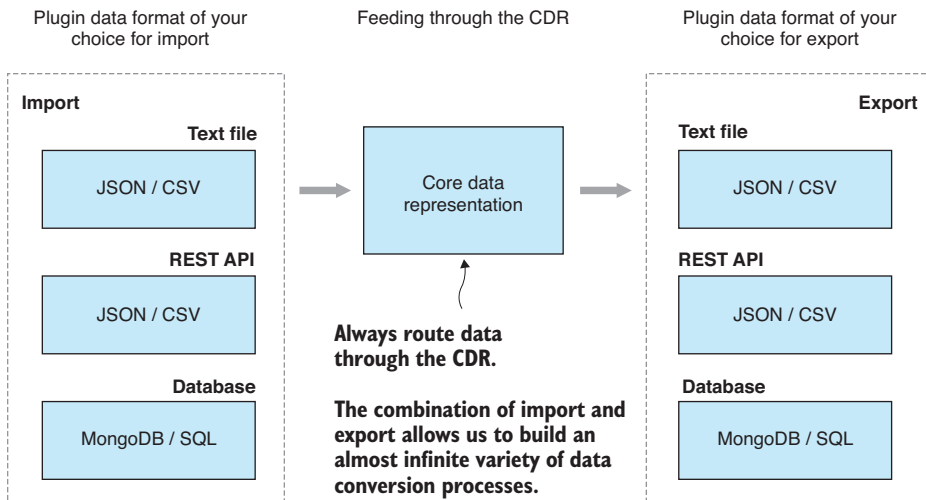 Plugin data format of your
choice for import
Feeding through the CDR
Plugin data format of your
choice for export
Import
Text file
JSON / CSV
REST API
JSON / CSV
Database
MongoDB / SQL
Core data
representation
Always route data
through the CDR.
The combination of import and
export allows us to build an
almost infinite variety of data
conversion processes.
Export
Text file
JSON / CSV
REST API
JSON / CSV
Database
MongoDB / SQL